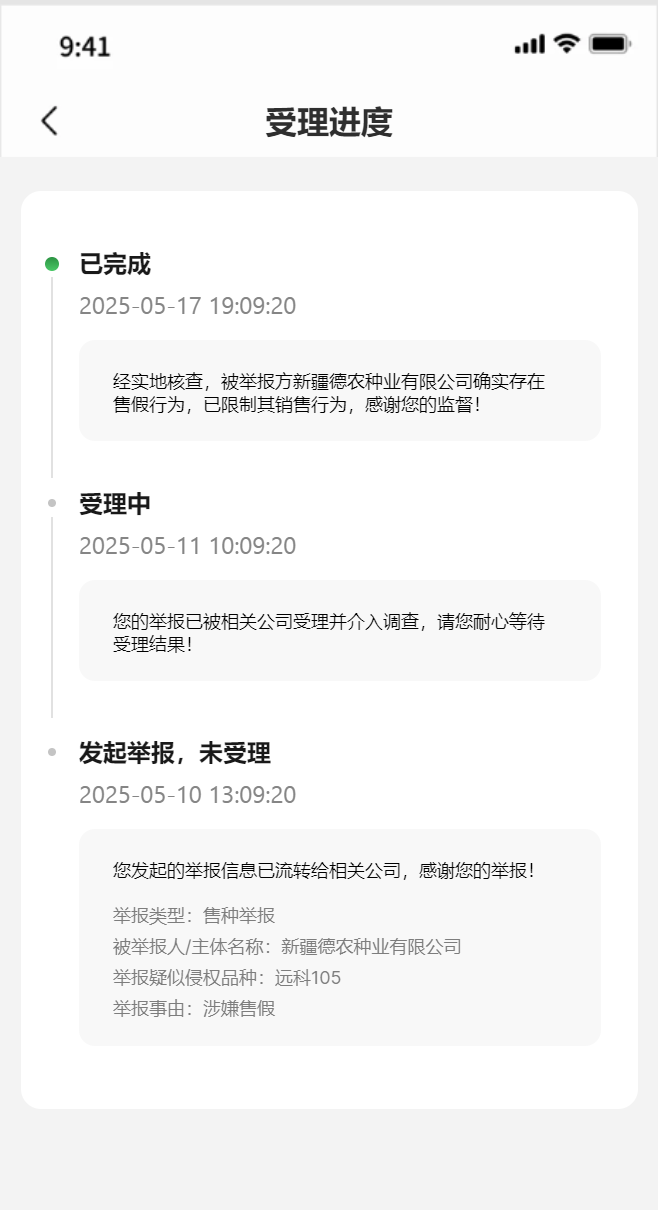 9:41
受理进度
已完成
2025-05-17 19:09:20
经实地核查，被举报方新疆德农种业有限公司确实存在
售假行为，已限制其销售行为，感谢您的监督！
受理中
2025-05-11 10:09:20
您的举报已被相关公司受理并介入调查，请您耐心等待
受理结果！
发起举报，未受理
2025-05-10 13:09:20
您发起的举报信息已流转给相关公司，感谢您的举报！
举报类型：售种举报
被举报人/主体名称：新疆德农种业有限公司
举报疑似侵权品种：远科105
举报事由：涉嫌售假